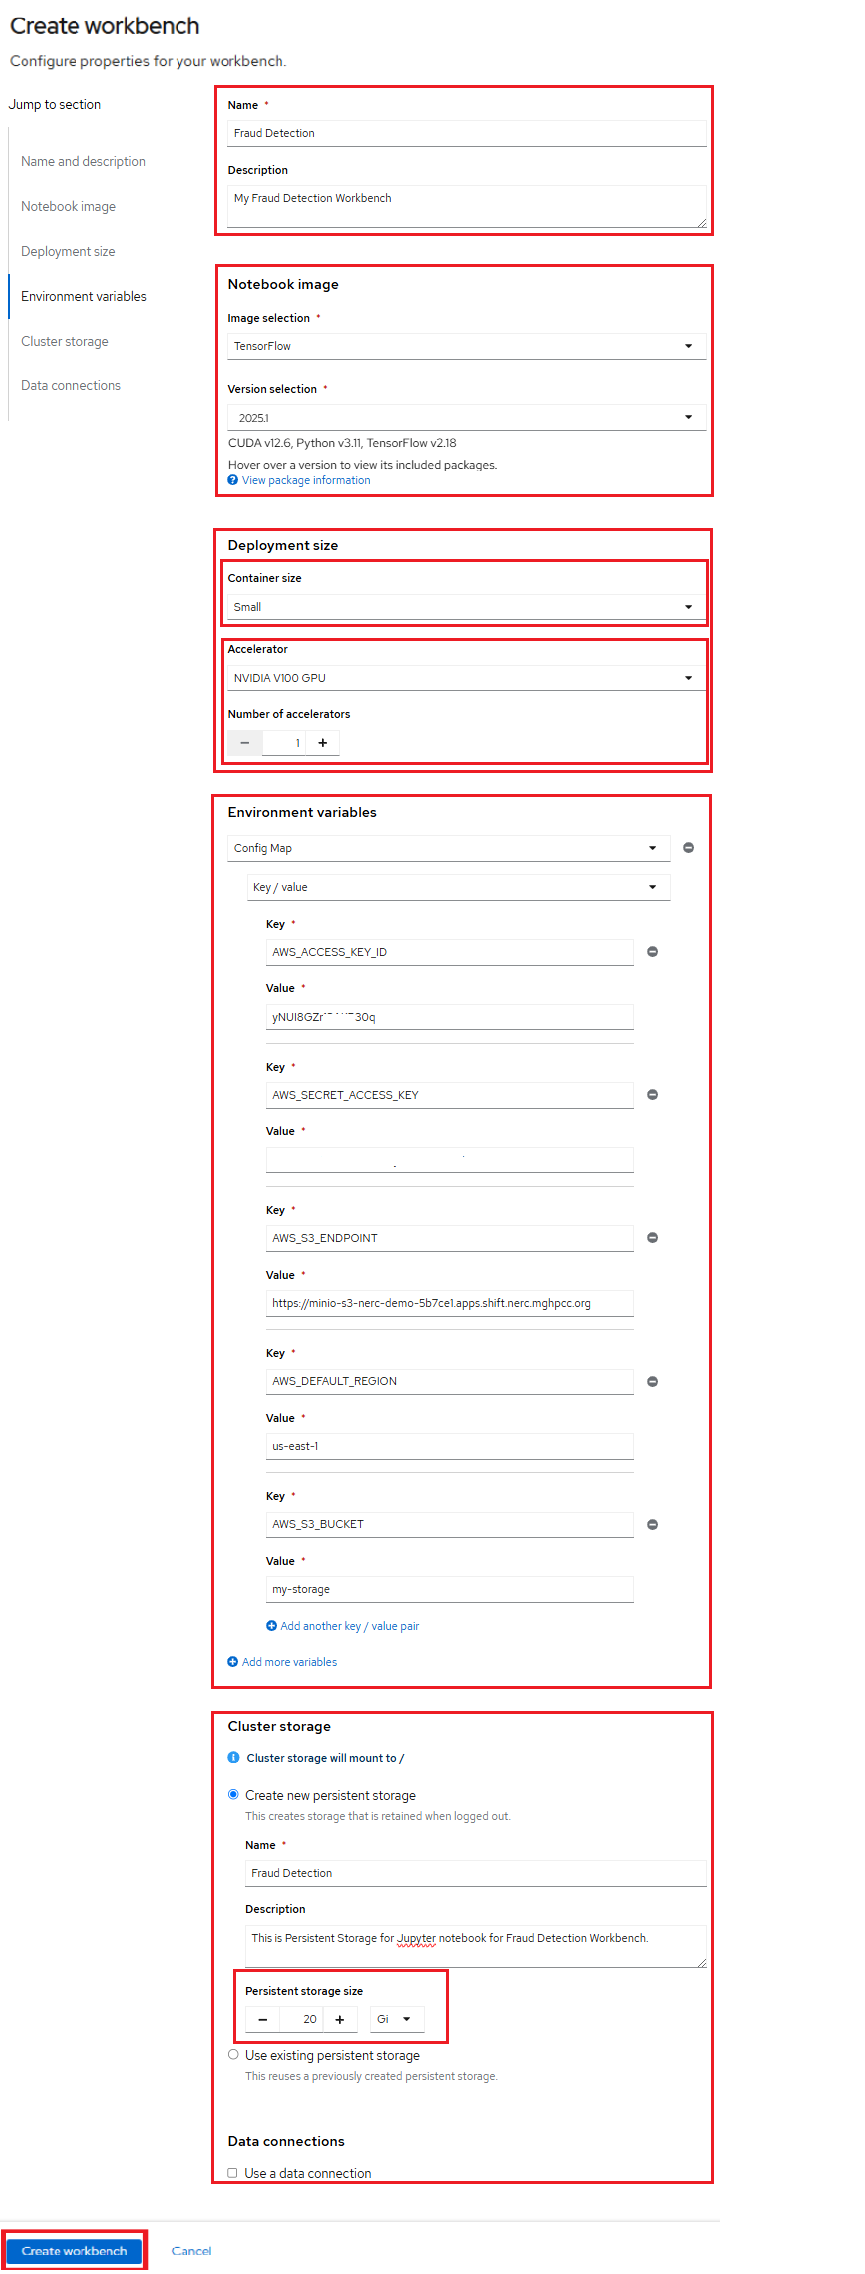 Create workbench
Configure properties for your workbench.
Jump to section
Name and description
Notebook image
Deployment size
Environment variables
Cluster storage
Data connections
Name *
Fraud Detection
Description
My Fraud Detection Workbench
Notebook image
Image selection *
TensorFlow
Version selection *
2025.1
CUDA v12.6, Python v3.11, TensorFlow v2.18
Hover over a version to view its included packages.
View package information
Deployment size
Container size
Small
Accelerator
NVIDIA V100 GPU
Number of accelerators
1
Environment variables
Config Map
Key / value
Key *
AWS_ACCESS_KEY_ID
Value *
Key *
AWS_SECRET_ACCESS_KEY
Value *
Key *
AWS_S3_ENDPOINT
Value *
https://minio-s3-nerc-demo-5b7ce1.apps.shift.nerc.mghpcc.org
Key *
AWS_DEFAULT_REGION
Value *
us-east-1
Key *
AWS_S3_BUCKET
Value *
my-storage
Add another key / value pair
Add more variables
Cluster storage
Cluster storage will mount to /
Create new persistent storage
This creates storage that is retained when logged out.
Name *
Fraud Detection
Description
This is Persistent Storage for Jupyter notebook for Fraud Detection Workbench.
Persistent storage size
20 Gi
Use existing persistent storage
This reuses a previously created persistent storage.
Data connections
Use a data connection
Create workbench Cancel